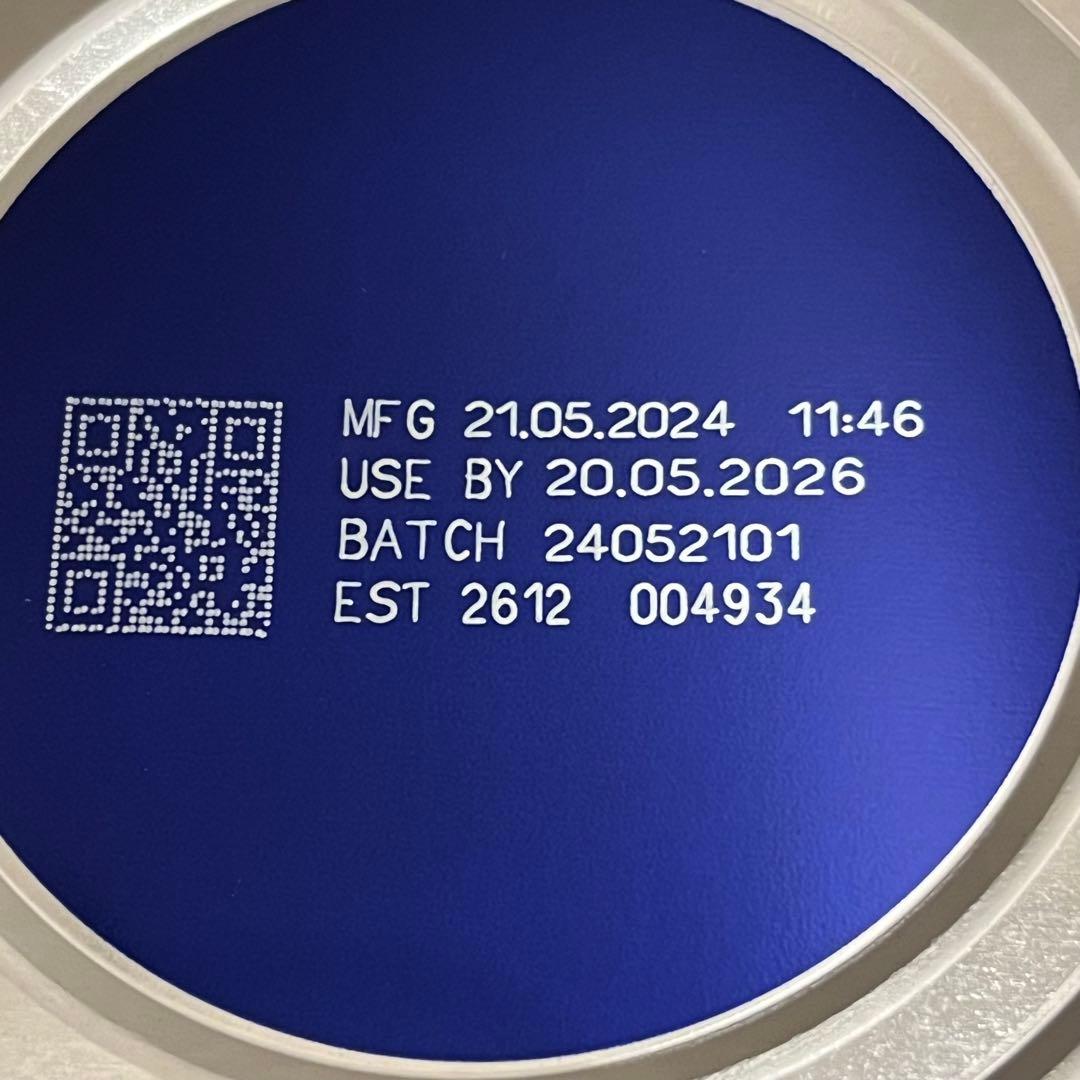 MFG 21.05.2024 11:46
USE BY 20.05.2026
BATCH 24052101
EST 2612 004934